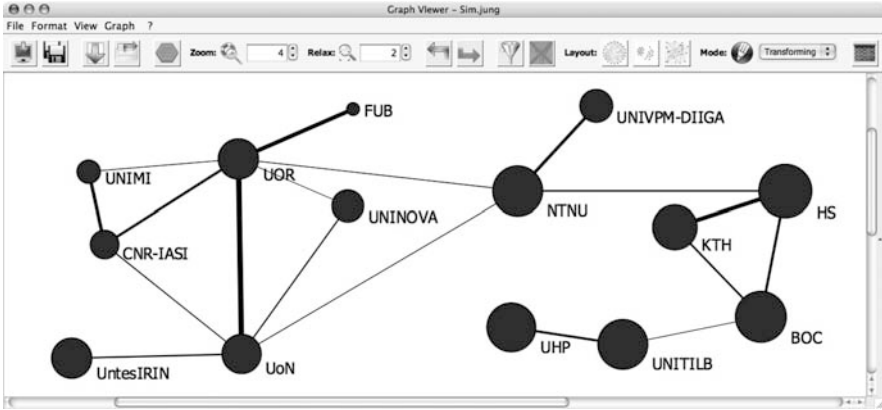 Graph Viewer - Sim.jung
File Format View Graph ?
Zoom: 4 Relax: 2 Layout: Mode: Transforming
FUB
UNIVPM-DIIGA
UNIMI
UOR
UNINOVA
NTNU
HS
KTH
CNR-IASI
BOC
UHP
UNITILB
UntesIRIN
UoN